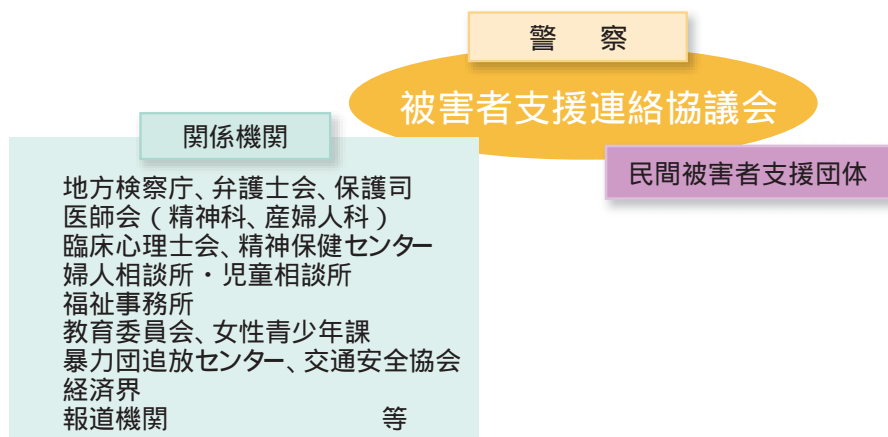 警　察
被害者支援連絡協議会
関係機関
民間被害者支援団体
地方検察庁、弁護士会、保護司
医師会（精神科、産婦人科）
臨床心理士会、精神保健センター
婦人相談所・児童相談所
福祉事務所
教育委員会、女性青少年課
暴力団追放センター、交通安全協会
経済界
報道機関　　　　　　　　等